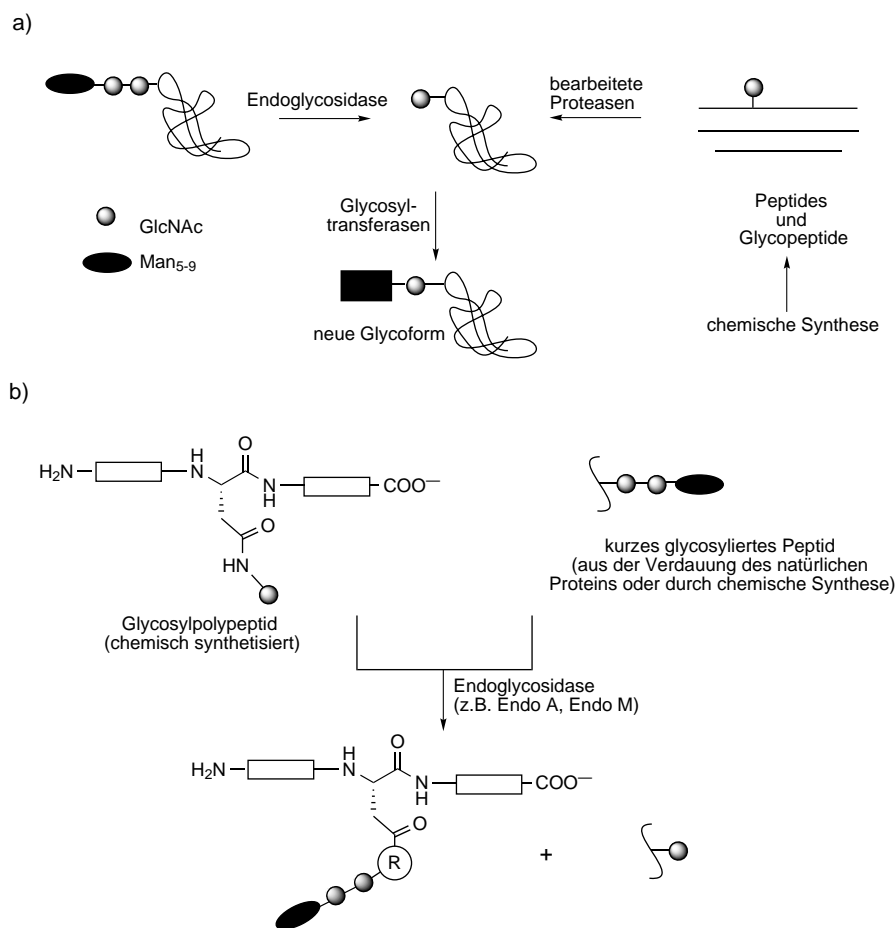 a)
Endoglycosidase
bearbeitete
Proteasen
GlcNAc
Man5-9
Glycosyl-
transferasen
neue Glycoform
Peptides
und
Glycopeptide
chemische Synthese
b)
H2N
H
N
O
N
H
COO—
O
HN
Glycosylpolypeptid
(chemisch synthetisiert)
kurzes glycosyliertes Peptid
(aus der Verdauung des natürlichen
Proteins oder durch chemische Synthese)
Endoglycosidase
(z.B. Endo A, Endo M)
H2N
H
N
O
N
H
COO—
O
R
+